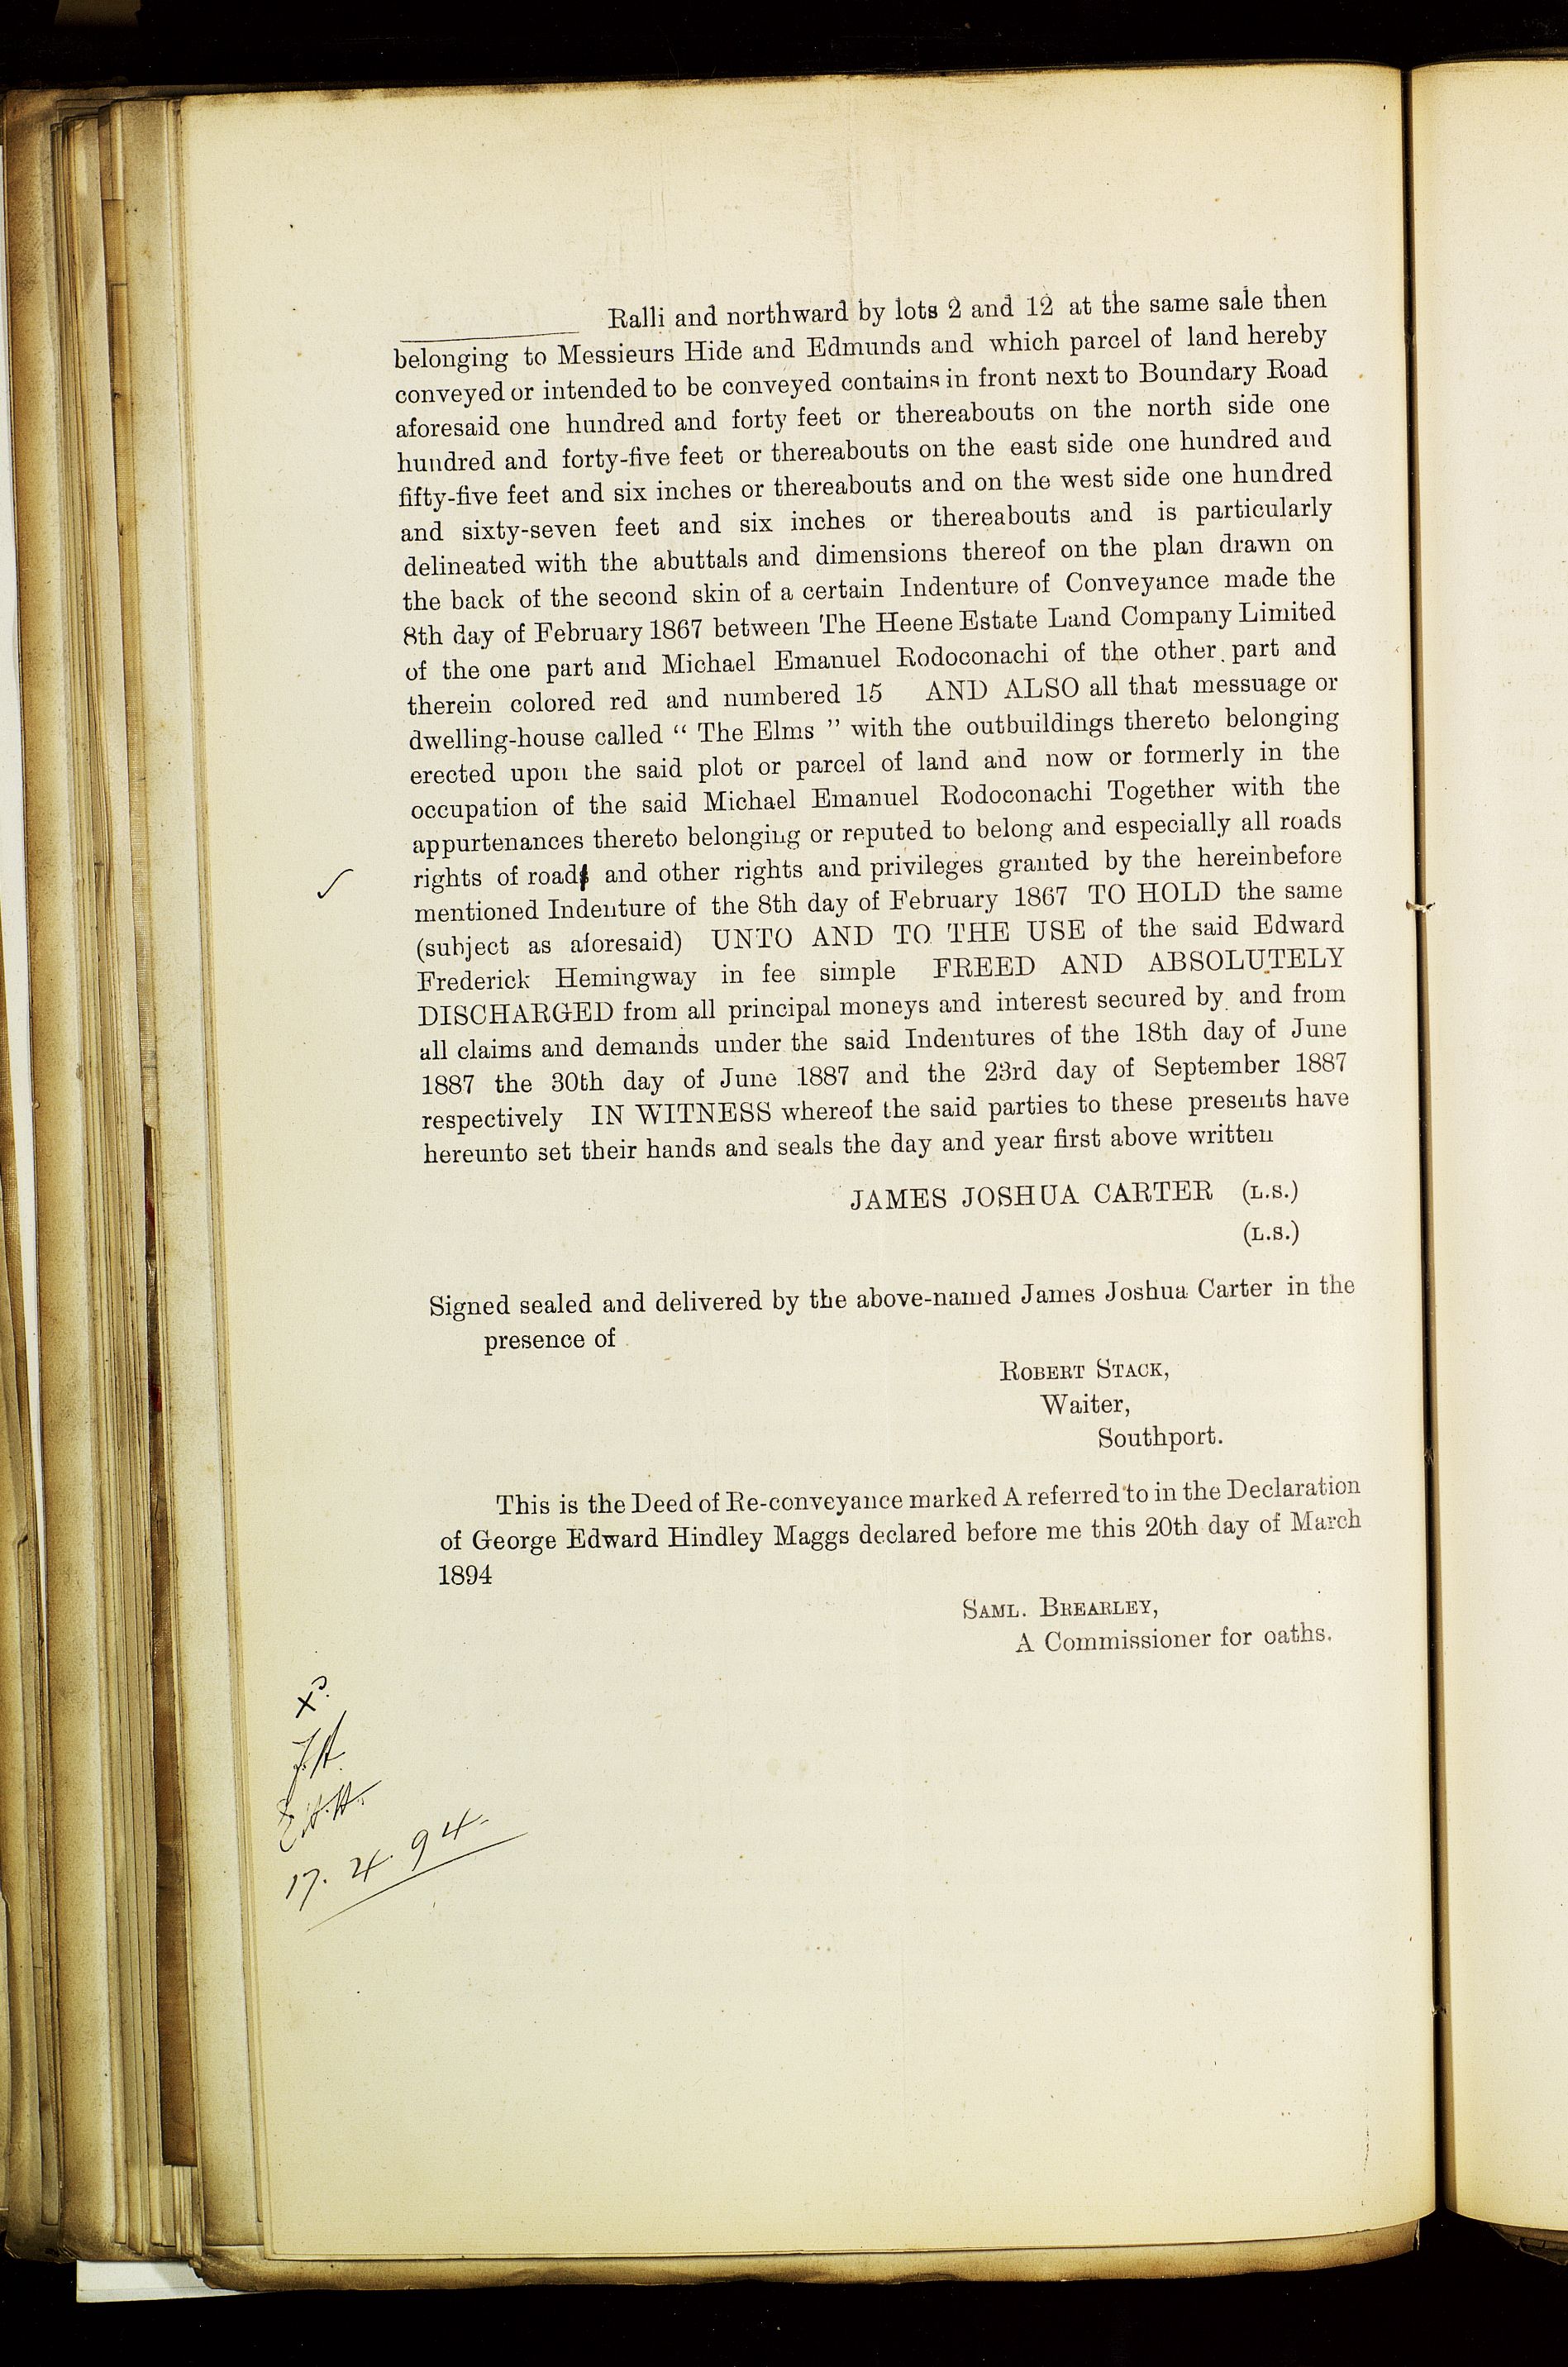 Ralli and northward by lots 2 and 12 at the same sale then
belonging to Messieurs Hide and Edmunds and which parcel of land hereby
conveyed or intended to be conveyed contains in front next to Boundary Road
aforesaid one hundred and forty feet or thereabouts on the north side one
hundred and forty-five feet or thereabouts on the east side one hundred and
fifty-five feet and six inches or thereabouts and on the west side one hundred
and sixty-seven feet and six inches or thereabouts and is particularly
delineated with the abuttals and dimensions thereof on the plan drawn on
the back of the second skin of a certain Indenture of Conveyance made the
8th day of February 1867 between The Heene Estate Land Company Limited
of the one part and Michael Emanuel Rodoconachi of the other part and
therein colored red and numbered 15 AND ALSO all that messuage or
dwelling-house called “ The Elms ” with the outbuildings thereto belonging
erected upon the said plot or parcel of land and now or formerly in the
occupation of the said Michael Emanuel Rodoconachi Together with the
appurtenances thereto belonging or reputed to belong and especially all roads
✓ rights of roads and other rights and privileges granted by the hereinbefore
mentioned Indenture of the 8th day of February 1867 TO HOLD the same
(subject as aforesaid) UNTO AND TO THE USE of the said Edward
Frederick Hemingway in fee simple FREED AND ABSOLUTELY
DISCHARGED from all principal moneys and interest secured by and from
all claims and demands under the said Indentures of the 18th day of June
1887 the 30th day of June 1887 and the 23rd day of September 1887
respectively IN WITNESS whereof the said parties to these presents have
hereunto set their hands and seals the day and year first above written
JAMES JOSHUA CARTER (L.S.)
(L.S.)
Signed sealed and delivered by the above-named James Joshua Carter in the
presence of
ROBERT STACK,
Waiter,
Southport.
This is the Deed of Re-conveyance marked A referred to in the Declaration
of George Edward Hindley Maggs declared before me this 20th day of March
1894
SAML. BREARLEY,
A Commissioner for oaths.
J.H.
17. 4. 94.